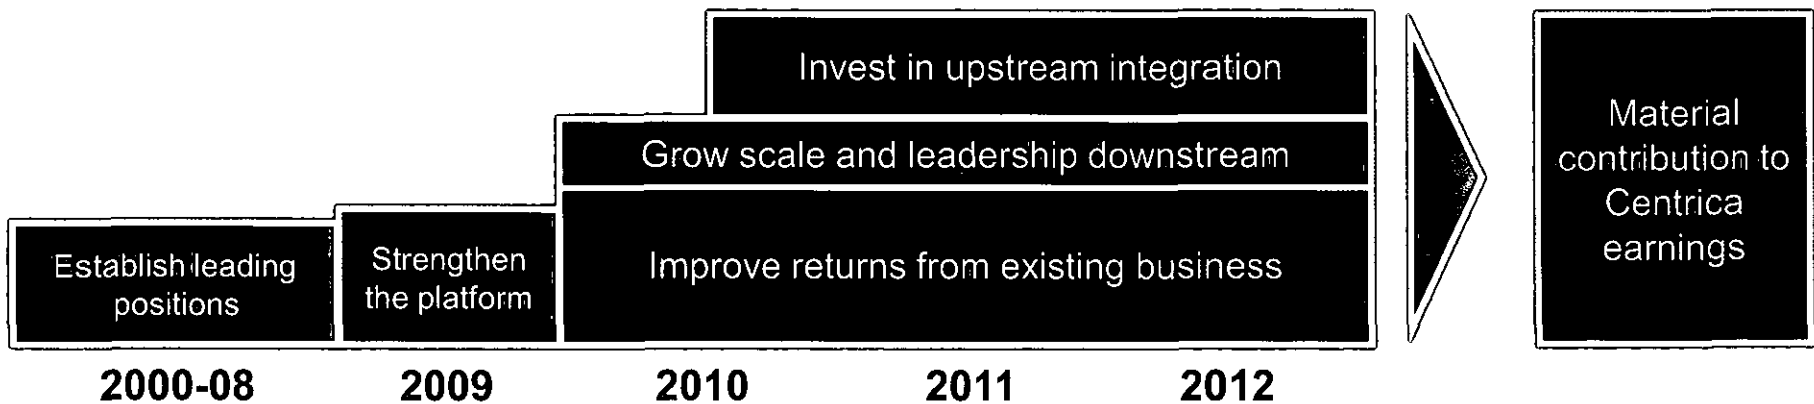 Invest in upstream integration
Grow scale and leadership downstream
Improve returns from existing business
Establish leading
positions
Strengthen
the platform
Material
contribution to
Centrica
earnings
2000-08
2009
2010
2011
2012